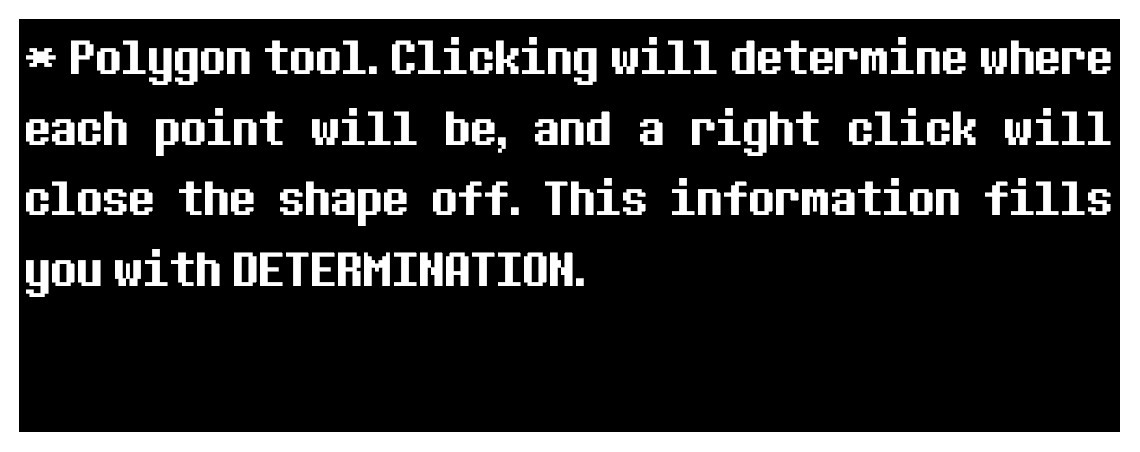 * Polygon tool. Clicking will determine where
each point will be, and a right click will
close the shape off. This information fills
you with DETERMINATION.